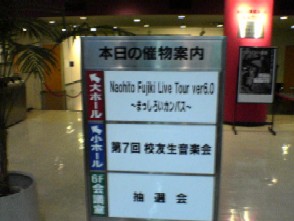 本日の催物案内
大ホール
Naohito Fujiki Live Tour ver6.0
～まっしろいカンバス～
小ホール
第7回 校友生音楽会
6F会議室
抽選会